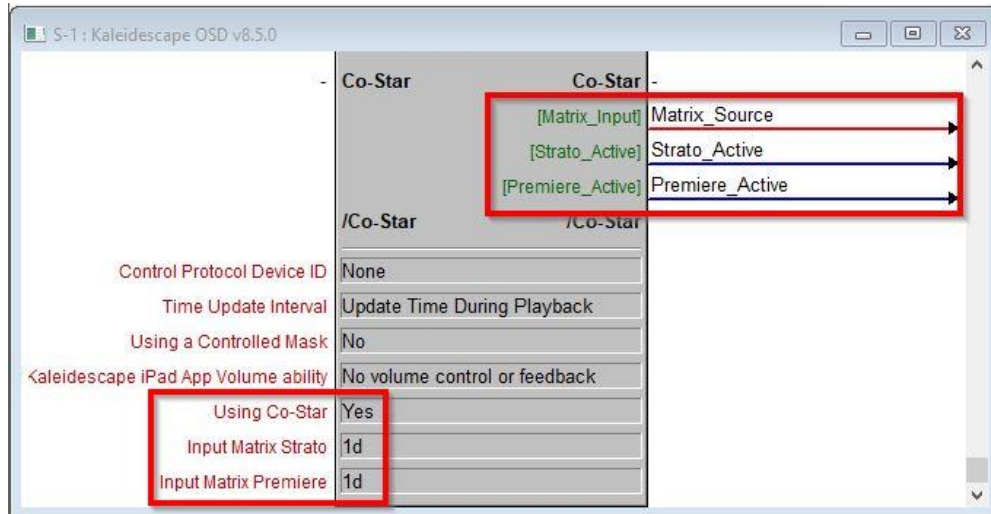 S-1 : Kaleidescape OSD v8.5.0
- Co-Star Co-Star -
[Matrix_Input] Matrix_Source
[Strato_Active] Strato_Active
[Premiere_Active] Premiere_Active
/Co-Star /Co-Star
Control Protocol Device ID None
Time Update Interval Update Time During Playback
Using a Controlled Mask No
Kaleidescape iPad App Volume ability No volume control or feedback
Using Co-Star Yes
Input Matrix Strato 1d
Input Matrix Premiere 1d